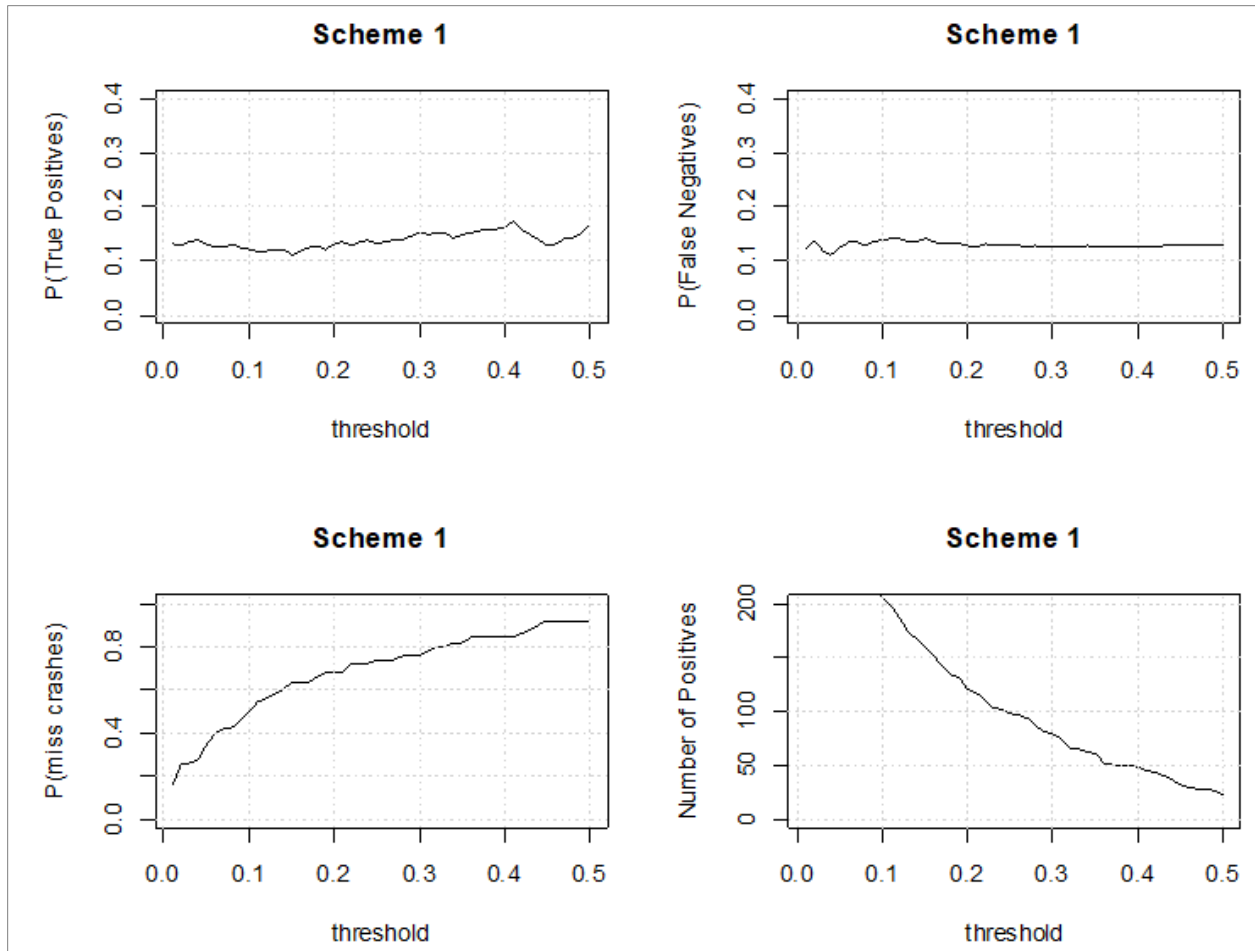 Scheme 1
P(True Positives)
0.4
0.3
0.2
0.1
0.0
0.0 0.1 0.2 0.3 0.4 0.5
threshold
Scheme 1
P(False Negatives)
0.4
0.3
0.2
0.1
0.0
0.0 0.1 0.2 0.3 0.4 0.5
threshold
Scheme 1
P(miss crashes)
0.8
0.4
0.0
0.0 0.1 0.2 0.3 0.4 0.5
threshold
Scheme 1
Number of Positives
200
100
50
0
0.0 0.1 0.2 0.3 0.4 0.5
threshold